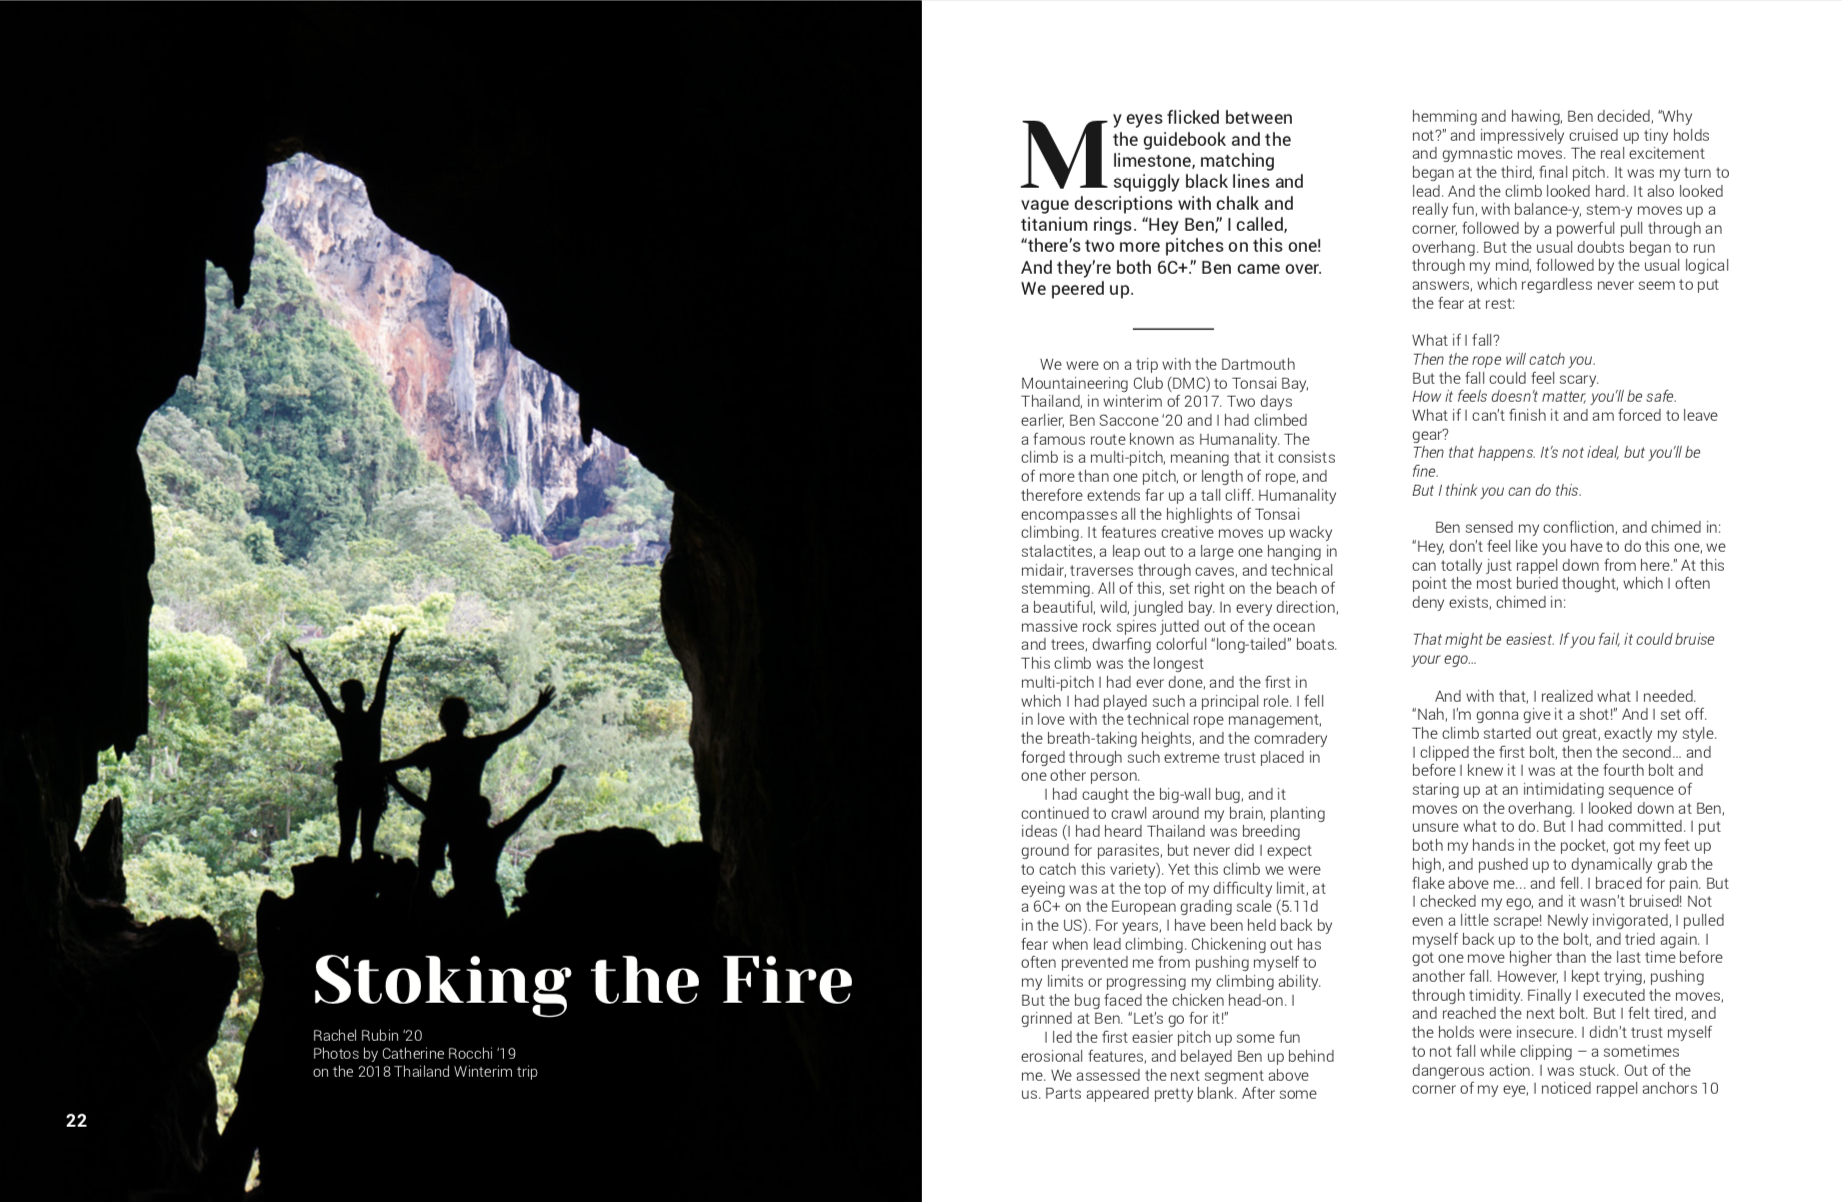 Stoking the Fire
Rachel Rubin ‘20
Photos by Catherine Rocchi ‘19
on the 2018 Thailand Winterim trip
22
My eyes flicked between
the guidebook and the
limestone, matching
squiggly black lines and
vague descriptions with chalk and
titanium rings. “Hey Ben,” I called,
“there’s two more pitches on this one!
And they’re both 6C+.” Ben came over.
We peered up.
We were on a trip with the Dartmouth
Mountaineering Club (DMC) to Tonsai Bay,
Thailand, in winterim of 2017. Two days
earlier, Ben Saccone ‘20 and I had climbed
a famous route known as Humanality. The
climb is a multi-pitch, meaning that it consists
of more than one pitch, or length of rope, and
therefore extends far up a tall cliff. Humanality
encompasses all the highlights of Tonsai
climbing. It features creative moves up wacky
stalactites, a leap out to a large one hanging in
midair, traverses through caves, and technical
stemming. All of this, set right on the beach of
a beautiful, wild, jungled bay. In every direction,
massive rock spires jutted out of the ocean
and trees, dwarfing colorful “long-tailed” boats.
This climb was the longest
multi-pitch I had ever done, and the first in
which I had played such a principal role. I fell
in love with the technical rope management,
the breath-taking heights, and the comradery
forged through such extreme trust placed in
one other person.
I had caught the big-wall bug, and it
continued to crawl around my brain, planting
ideas (I had heard Thailand was breeding
ground for parasites, but never did I expect
to catch this variety). Yet this climb we were
eyeing was at the top of my difficulty limit, at
a 6C+ on the European grading scale (5.11d
in the US). For years, I have been held back by
fear when lead climbing. Chickening out has
often prevented me from pushing myself to
my limits or progressing my climbing ability.
But the bug faced the chicken head-on. I
grinned at Ben. “Let’s go for it!”
I led the first easier pitch up some fun
erosional features, and belayed Ben up behind
me. We assessed the next segment above
us. Parts appeared pretty blank. After some
hemming and hawing, Ben decided, “Why
not?” and impressively cruised up tiny holds
and gymnastic moves. The real excitement
began at the third, final pitch. It was my turn to
lead. And the climb looked hard. It also looked
really fun, with balance-y, stem-y moves up a
corner, followed by a powerful pull through an
overhang. But the usual doubts began to run
through my mind, followed by the usual logical
answers, which regardless never seem to put
the fear at rest:
What if I fall?
Then the rope will catch you.
But the fall could feel scary.
How it feels doesn’t matter, you’ll be safe.
What if I can’t finish it and am forced to leave
gear?
Then that happens. It’s not ideal, but you’ll be
fine.
But I think you can do this.
Ben sensed my confliction, and chimed in:
“Hey, don’t feel like you have to do this one, we
can totally just rappel down from here.” At this
point the most buried thought, which I often
deny exists, chimed in:
That might be easiest. If you fail, it could bruise
your ego…
And with that, I realized what I needed.
“Nah, I’m gonna give it a shot!” And I set off.
The climb started out great, exactly my style.
I clipped the first bolt, then the second… and
before I knew it I was at the fourth bolt and
staring up at an intimidating sequence of
moves on the overhang. I looked down at Ben,
unsure what to do. But I had committed. I put
both my hands in the pocket, got my feet up
high, and pushed up to dynamically grab the
flake above me… and fell. I braced for pain. But
I checked my ego, and it wasn’t bruised! Not
even a little scrape! Newly invigorated, I pulled
myself back up to the bolt, and tried again. I
got one move higher than the last time before
another fall. However, I kept trying, pushing
through timidity. Finally I executed the moves,
and reached the next bolt. But I felt tired, and
the holds were insecure. I didn’t trust myself
to not fall while clipping – a sometimes
dangerous action. I was stuck. Out of the
corner of my eye, I noticed rappel anchors 10